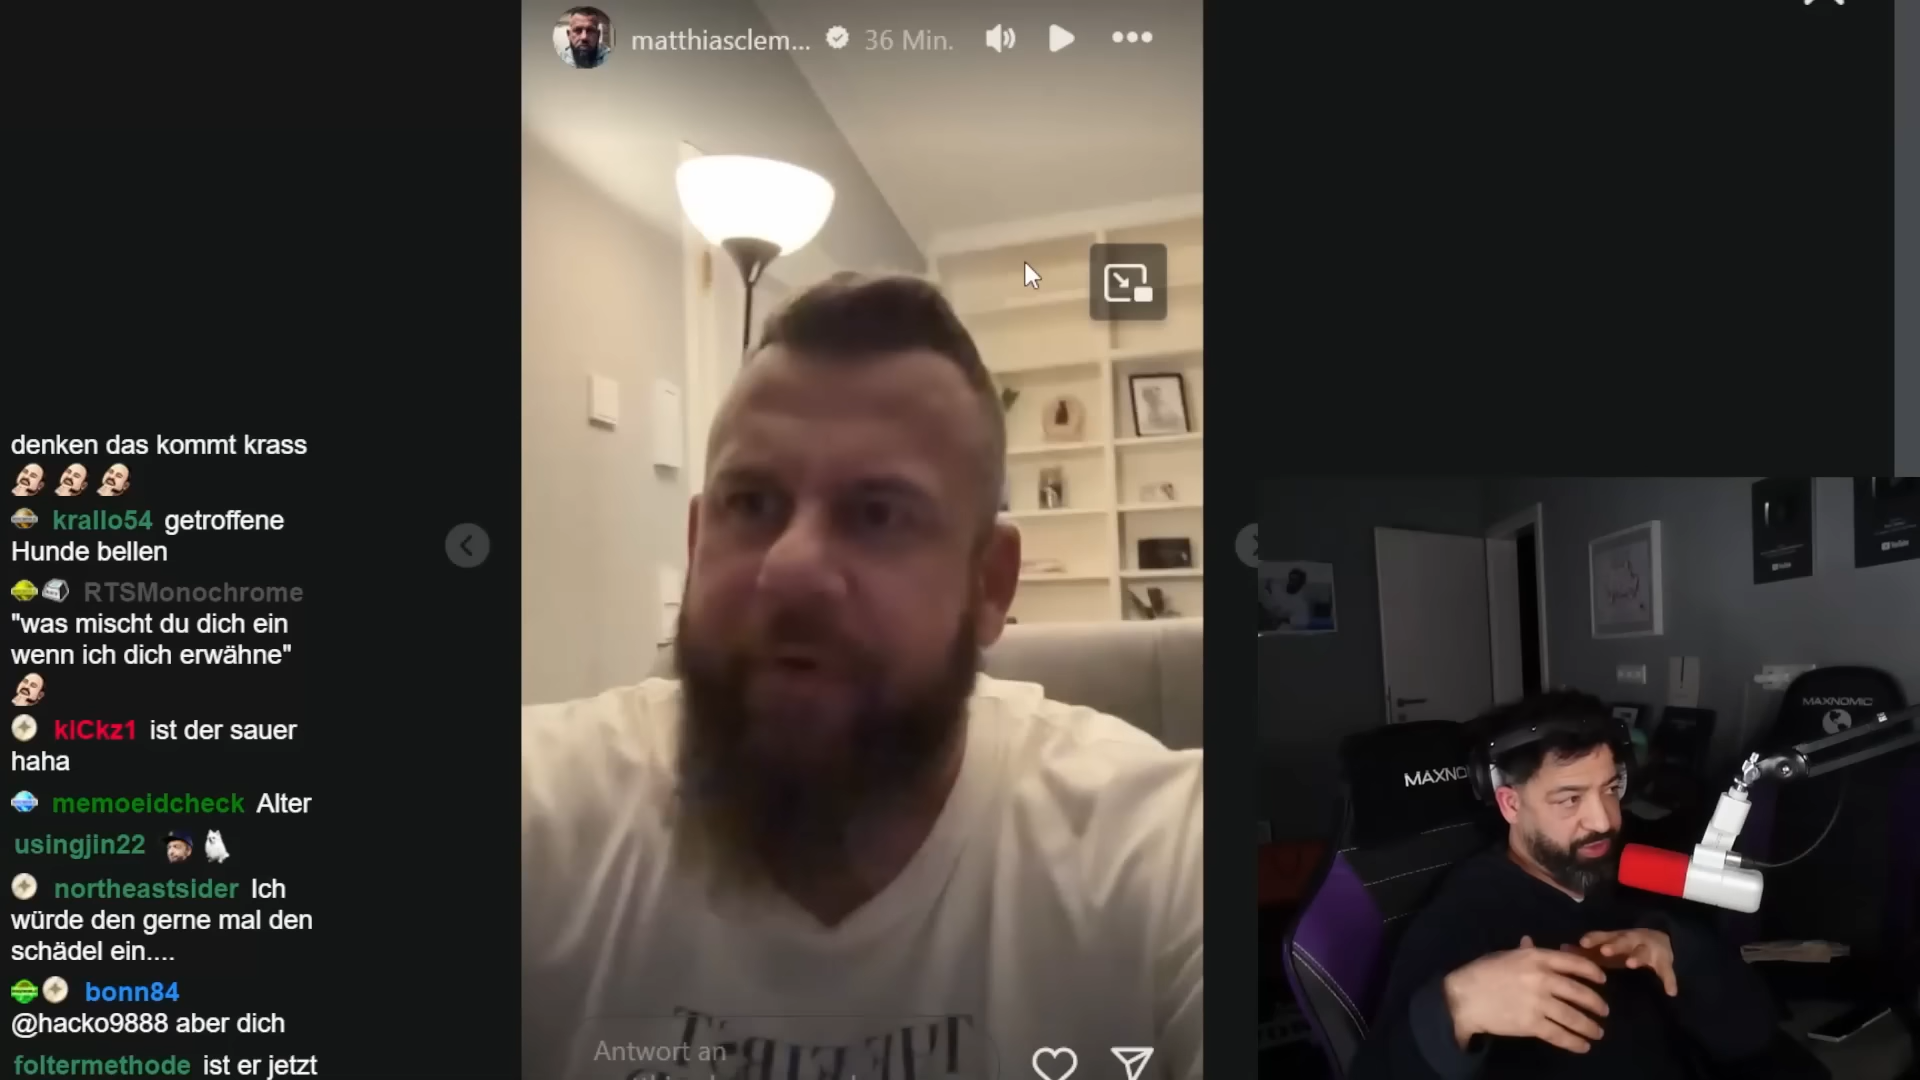 matthiasclem... 36 Min.
denken das kommt krass
krallo54 getroffene
Hunde bellen
RTSMonochrome
"was mischt du dich ein
wenn ich dich erwähne"
klCkz1 ist der sauer
haha
memoeidcheck Alter
usingjin22
northeastsider Ich
würde den gerne mal den
schädel ein....
bonn84
@hacko9888 aber dich
foltermethode ist er jetzt
Antwort an
MAXNOMIC
MAXNO